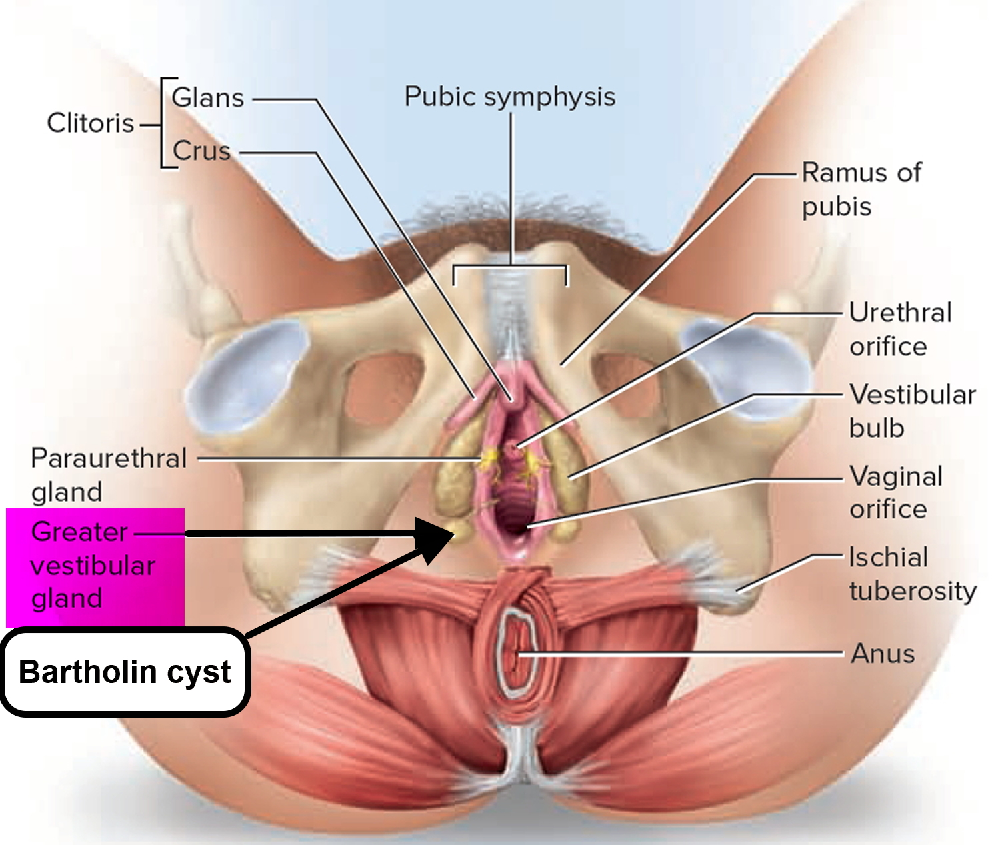 Clitoris
Glans
Crus
Pubic symphysis
Ramus of
pubis
Urethral
orifice
Vestibular
bulb
Paraurethral
gland
Vaginal
orifice
Greater
vestibular
gland
Ischial
tuberosity
Bartholin cyst
Anus